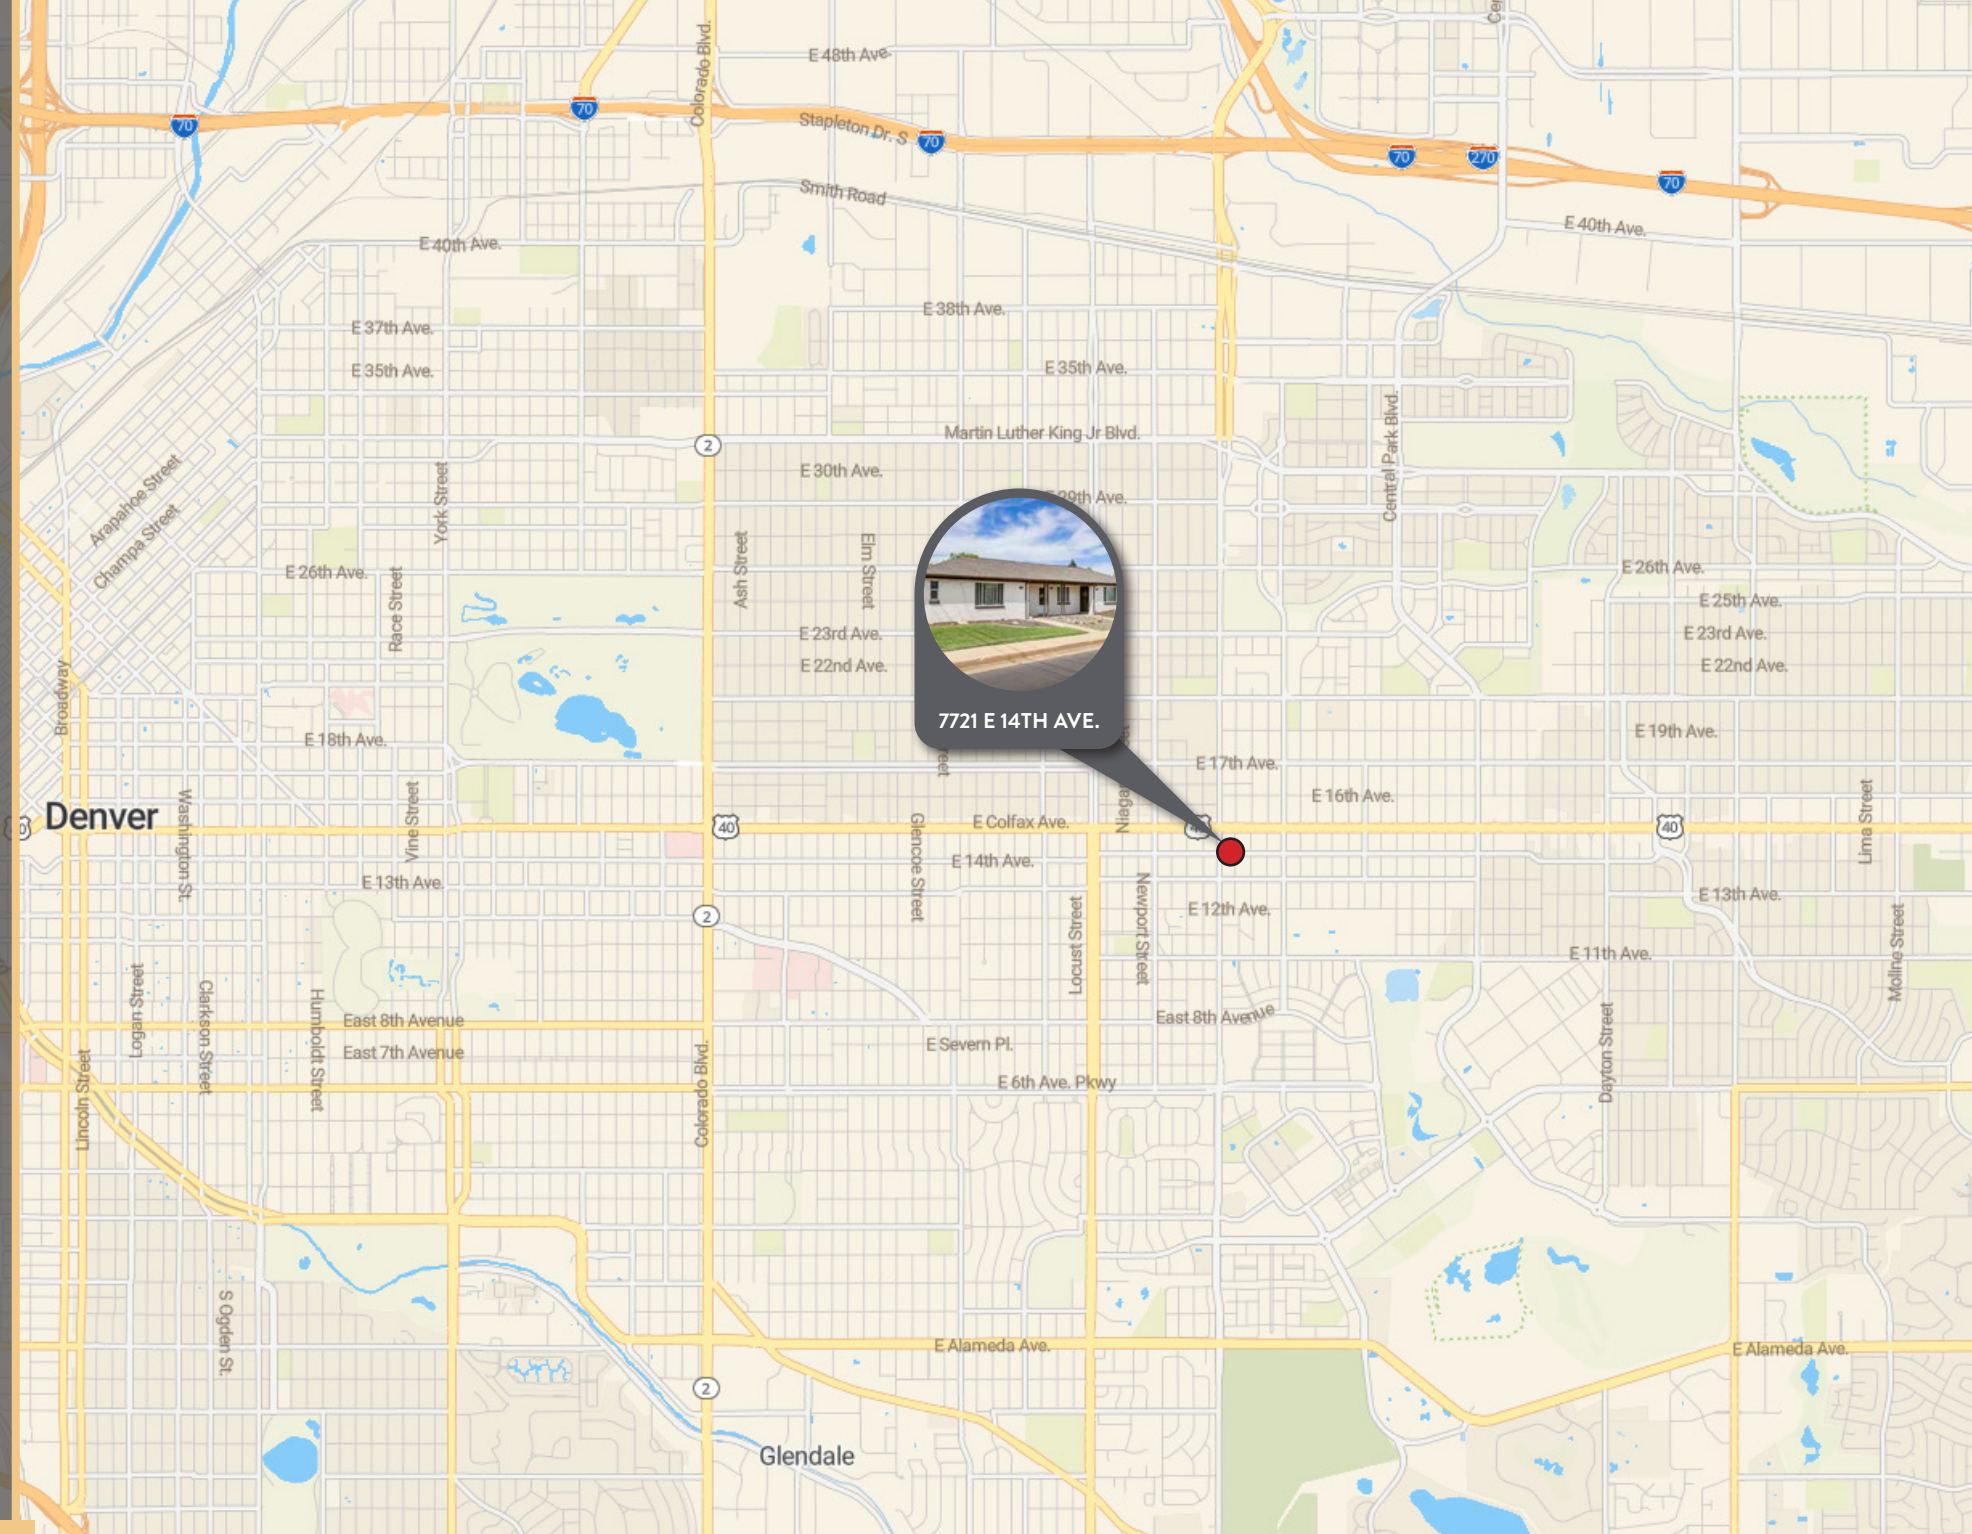 E 48th Ave.
Colorado Blvd.
70
70
Stapleton Dr. S
70
70
270
70
Smith Road
E 40th Ave.
E 40th Ave.
E 38th Ave.
E 37th Ave.
E 35th Ave.
E 35th Ave.
Central Park Blvd.
Martin Luther King Jr Blvd.
2
E 30th Ave.
29th Ave.
Arapahoe Street
Champa Street
York Street
Ash Street
Elm Street
E 26th Ave.
Race Street
E 26th Ave.
E 25th Ave.
E 23rd Ave.
E 23rd Ave.
E 22nd Ave.
E 22nd Ave.
Broadway
7721 E 14TH AVE.
E 18th Ave.
E 19th Ave.
E 17th Ave.
E 16th Ave.
Denver
Washington St.
Vine Street
40
E Colfax Ave.
40
Lima Street
Glencoe Street
E 14th Ave.
E 13th Ave.
E 13th Ave.
2
Locust Street
Newport Street
E 12th Ave.
E 11th Ave.
Moline Street
Logan Street
Clarkson Street
Humboldt Street
East 8th Avenue
East 8th Avenue
East 7th Avenue
E Severn Pl.
Lincoln Street
Colorado Blvd.
E 6th Ave. Pkwy
Dayton Street
S Ogden St.
E Alameda Ave.
E Alameda Ave.
2
Glendale